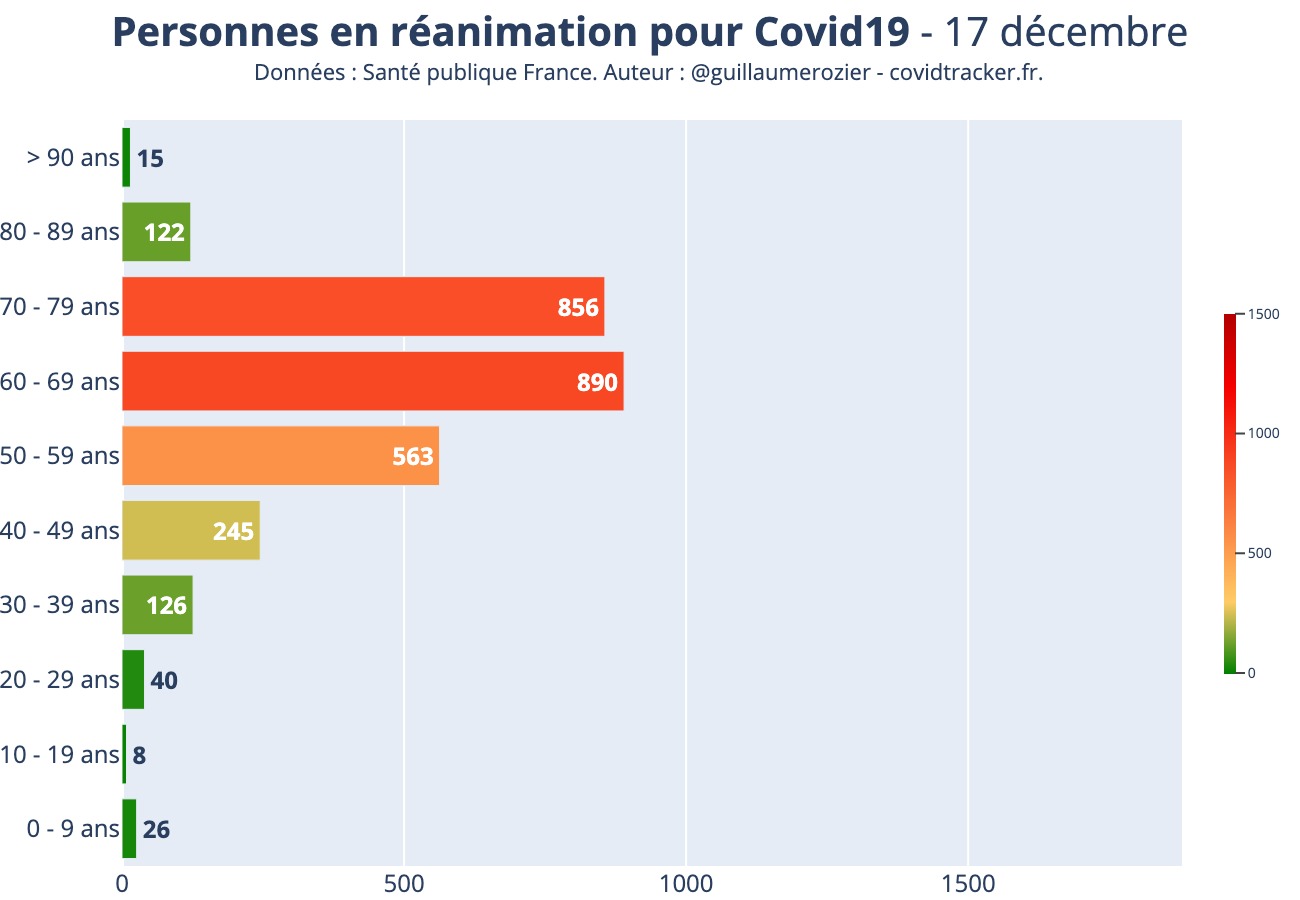 Personnes en réanimation pour Covid19 - 17 décembre
Données : Santé publique France. Auteur : @guillaumerozier - covidtracker.fr.
> 90 ans 15
80 - 89 ans 122
70 - 79 ans 856
60 - 69 ans 890
50 - 59 ans 563
40 - 49 ans 245
30 - 39 ans 126
20 - 29 ans 40
10 - 19 ans 8
0 - 9 ans 26
0 500 1000 1500
1500
1000
500
0